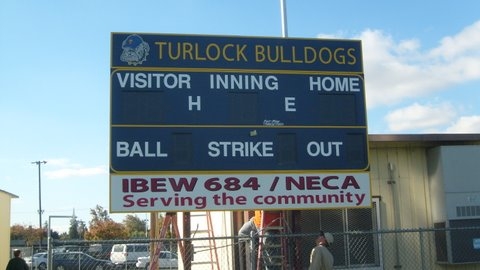 TURLOCK BULLDOGS
VISITOR INNING HOME
H E
BALL STRIKE OUT
IBEW 684 / NECA
Serving the community